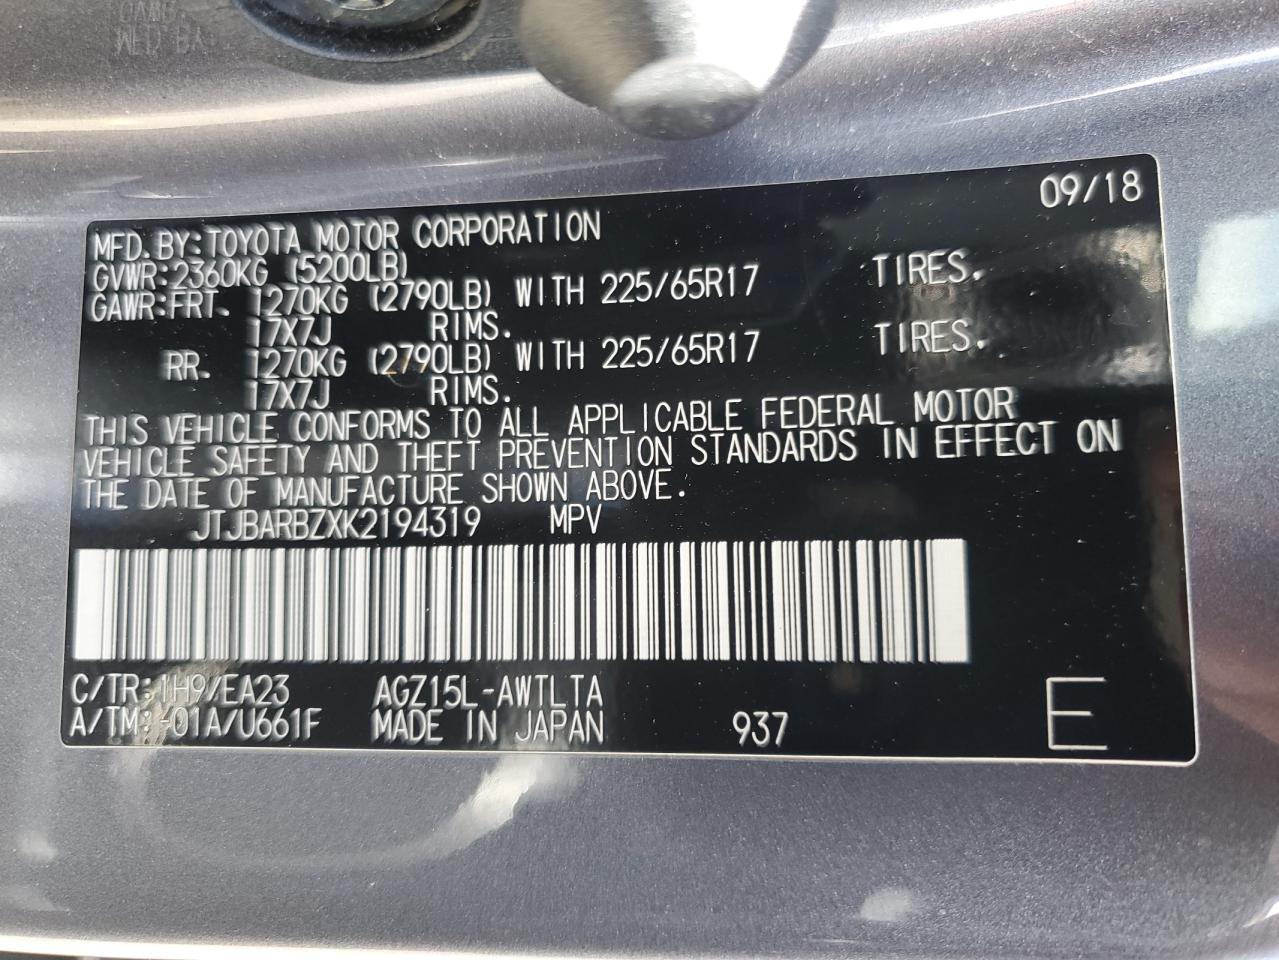 09/18
MFD. BY: TOYOTA MOTOR CORPORATION
GVWR: 2360KG (5200LB)
GAWR: FRT. 1270KG (2790LB) WITH 225/65R17 TIRES.
17X7J RIMS.
RR. 1270KG (2790LB) WITH 225/65R17 TIRES.
17X7J RIMS.
THIS VEHICLE CONFORMS TO ALL APPLICABLE FEDERAL MOTOR
VEHICLE SAFETY AND THEFT PREVENTION STANDARDS IN EFFECT ON
THE DATE OF MANUFACTURE SHOWN ABOVE.
JTJBARBZXK2194319 MPV
C/TR: 1H9/EA23 AGZ15L-AWTLTA
A/TM: -01A/U661F MADE IN JAPAN 937 E